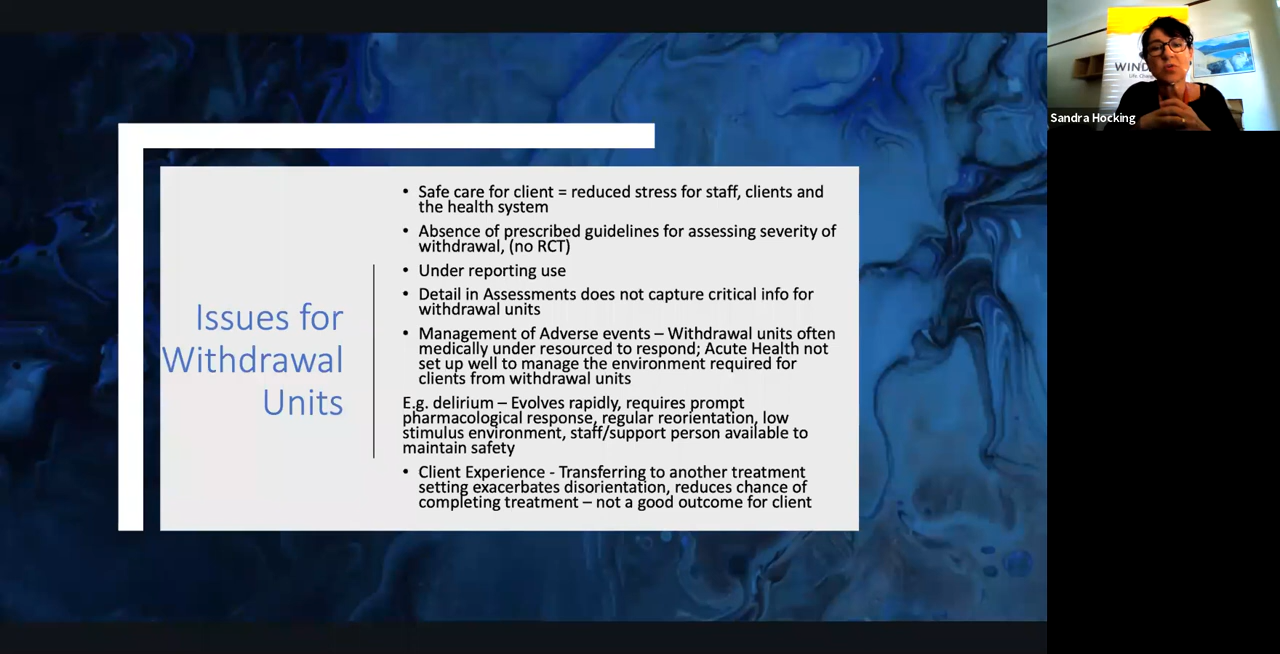 Issues for
Withdrawal
Units
• Safe care for client = reduced stress for staff, clients and
the health system
• Absence of prescribed guidelines for assessing severity of
withdrawal, (no RCT)
• Under reporting use
• Detail in Assessments does not capture critical info for
withdrawal units
• Management of Adverse events – Withdrawal units often
medically under resourced to respond; Acute Health not
set up well to manage the environment required for
clients from withdrawal units
E.g. delirium – Evolves rapidly, requires prompt
pharmacological response, regular reorientation, low
stimulus environment, staff/support person available to
maintain safety
• Client Experience - Transferring to another treatment
setting exacerbates disorientation, reduces chance of
completing treatment – not a good outcome for client
Sandra Hocking